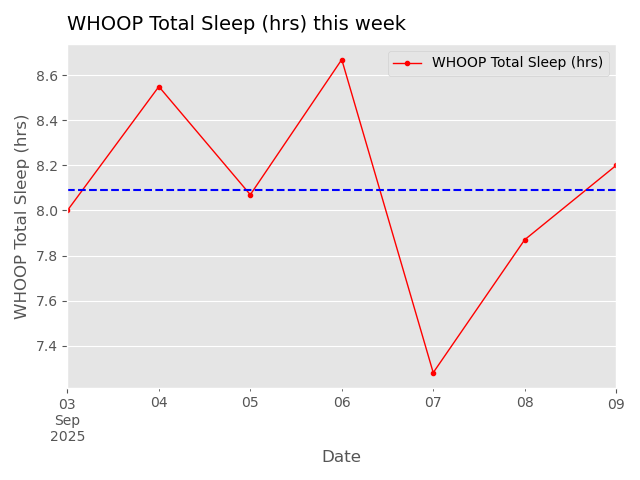 WHOOP Total Sleep (hrs) this week
WHOOP Total Sleep (hrs)
WHOOP Total Sleep (hrs)
8.6
8.4
8.2
8.0
7.8
7.6
7.4
03 04 05 06 07 08 09
Sep
2025
Date